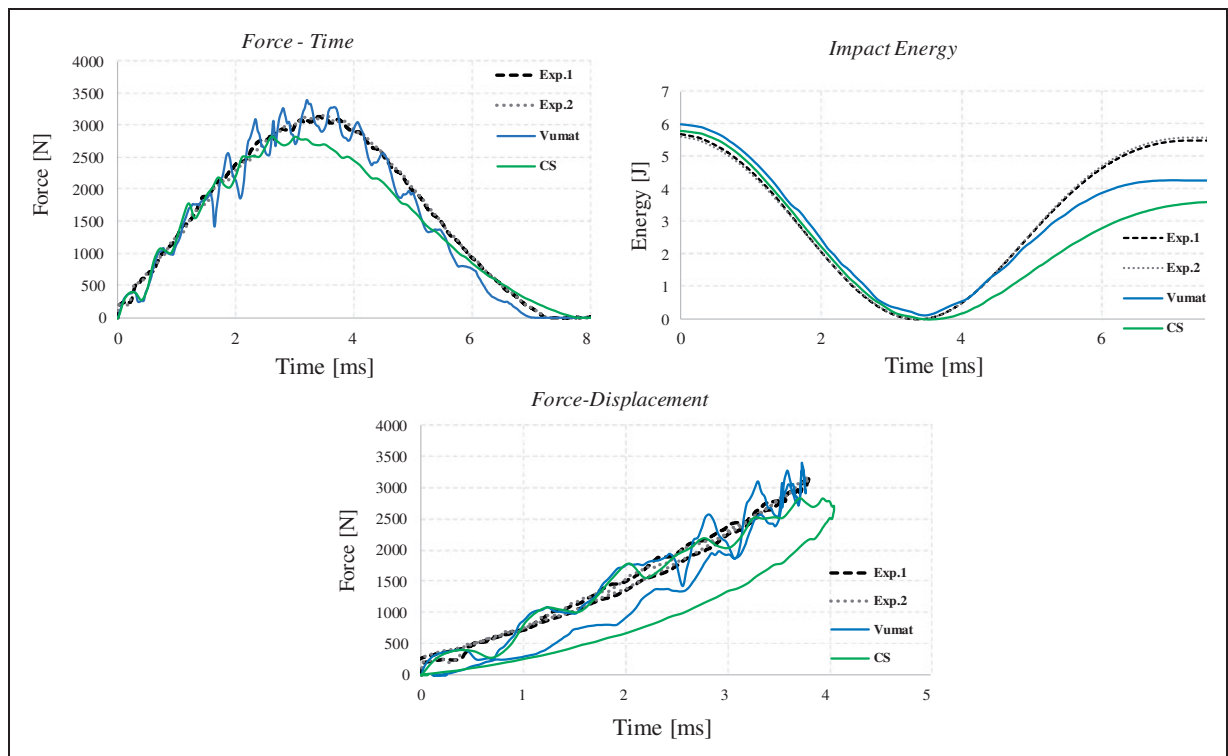 Force - Time
4000
3500
3000
2500
2000
1500
1000
500
0
Force [N]
0 2 4 6 8
Time [ms]
Exp.1
Exp.2
Vumat
CS
Impact Energy
7
6
5
4
3
2
1
0
Energy [J]
0 2 4 6
Time [ms]
Exp.1
Exp.2
Vumat
CS
Force-Displacement
4000
3500
3000
2500
2000
1500
1000
500
0
Force [N]
0 1 2 3 4 5
Time [ms]
Exp.1
Exp.2
Vumat
CS